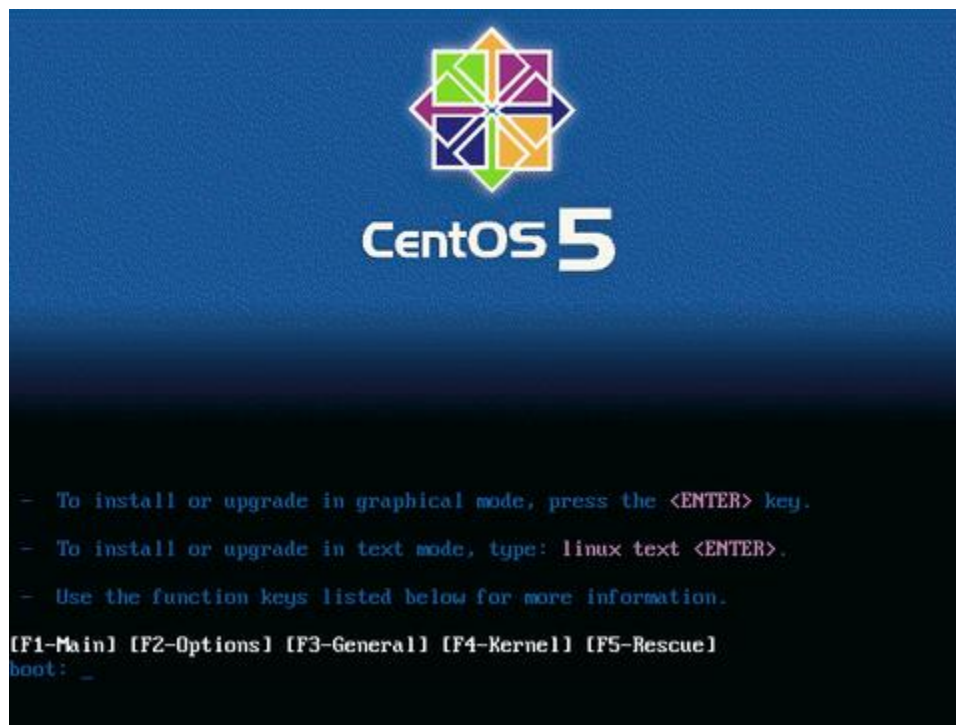 CentOS 5
- To install or upgrade in graphical mode, press the <ENTER> key.
- To install or upgrade in text mode, type: linux text <ENTER>.
- Use the function keys listed below for more information.
[F1-Main] [F2-Options] [F3-General] [F4-Kernel] [F5-Rescue]
boot: _